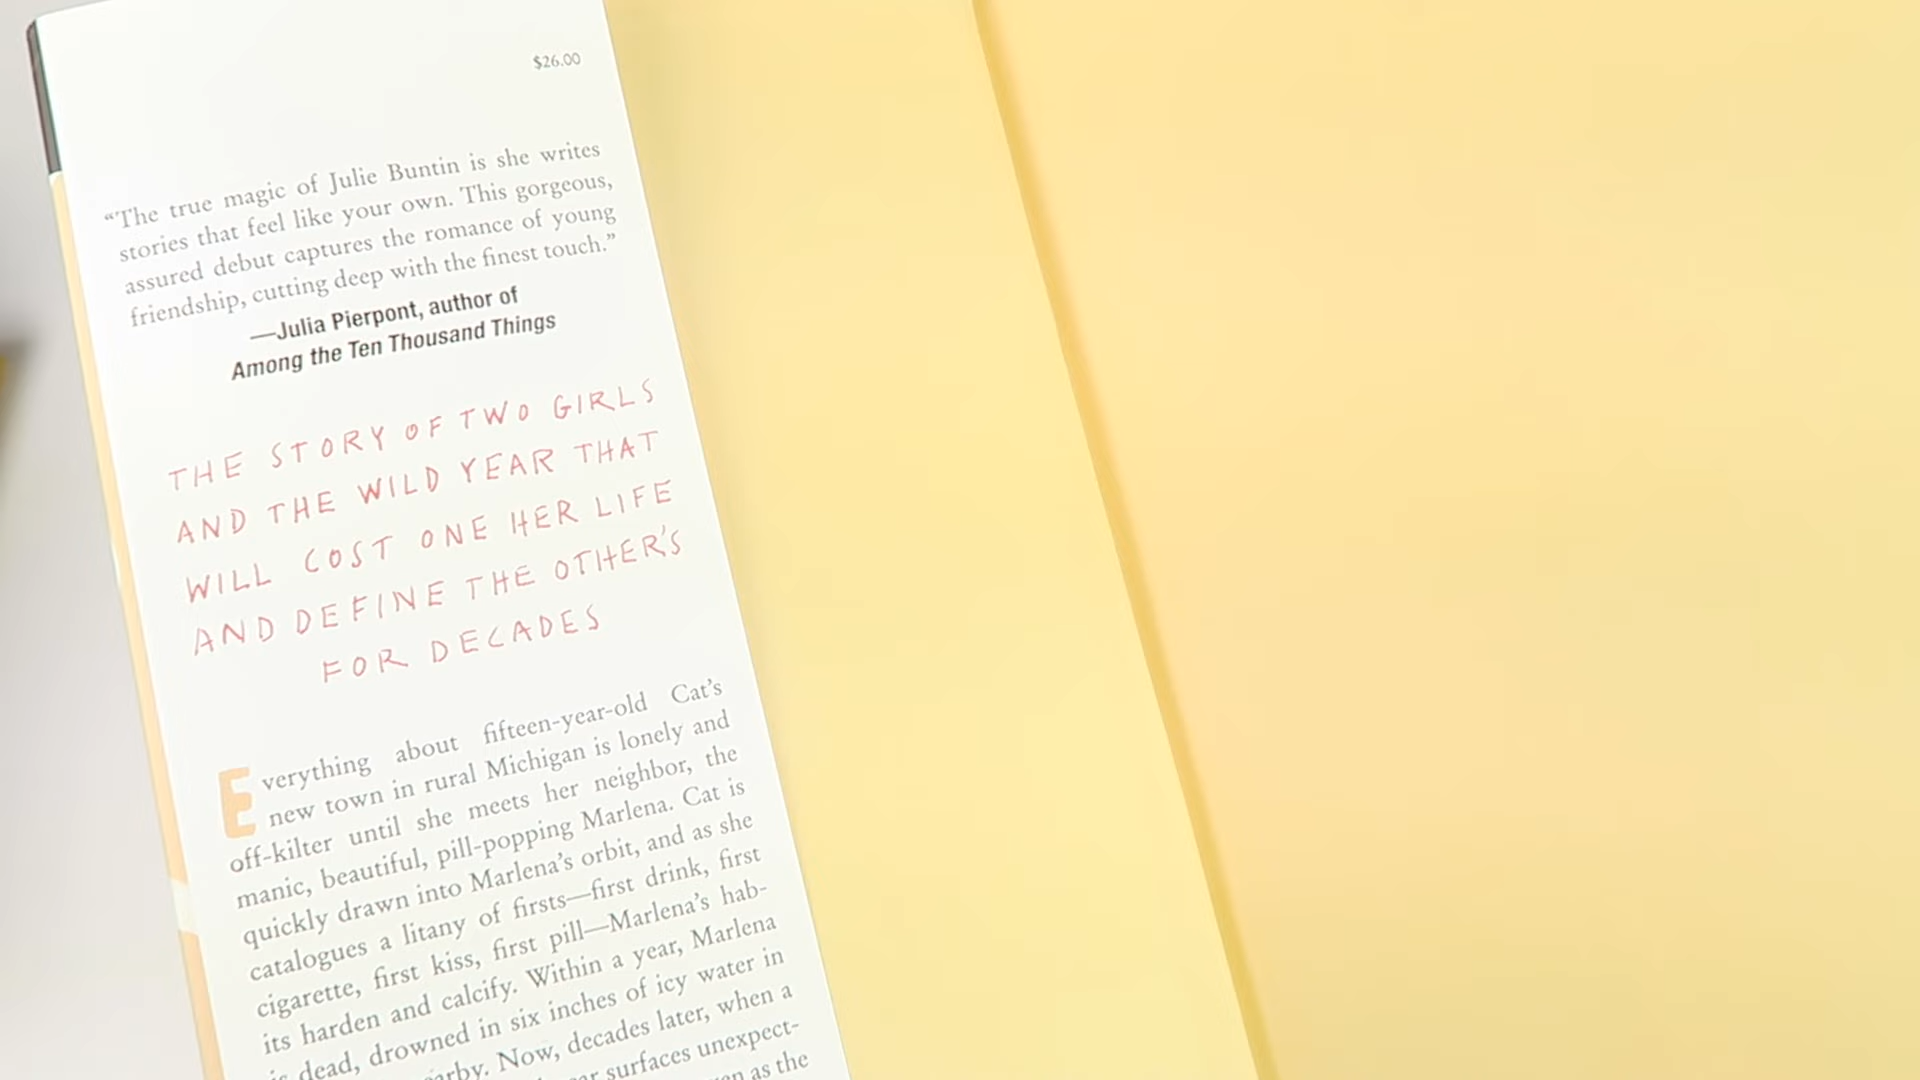 $26.00
“The true magic of Julie Buntin is she writes
stories that feel like your own. This gorgeous,
assured debut captures the romance of young
friendship, cutting deep with the finest touch.”
—Julia Pierpont, author of
Among the Ten Thousand Things
THE STORY OF TWO GIRLS
AND THE WILD YEAR THAT
WILL COST ONE HER LIFE
AND DEFINE THE OTHER'S
FOR DECADES
Everything about fifteen-year-old Cat’s
new town in rural Michigan is lonely and
off-kilter until she meets her neighbor, the
manic, beautiful, pill-popping Marlena. Cat is
quickly drawn into Marlena’s orbit, and as she
catalogues a litany of firsts—first drink, first
cigarette, first kiss, first pill—Marlena’s hab-
its harden and calcify. Within a year, Marlena
is dead, drowned in six inches of icy water in
Now, decades later, when a
surfaces unexpect-
as the